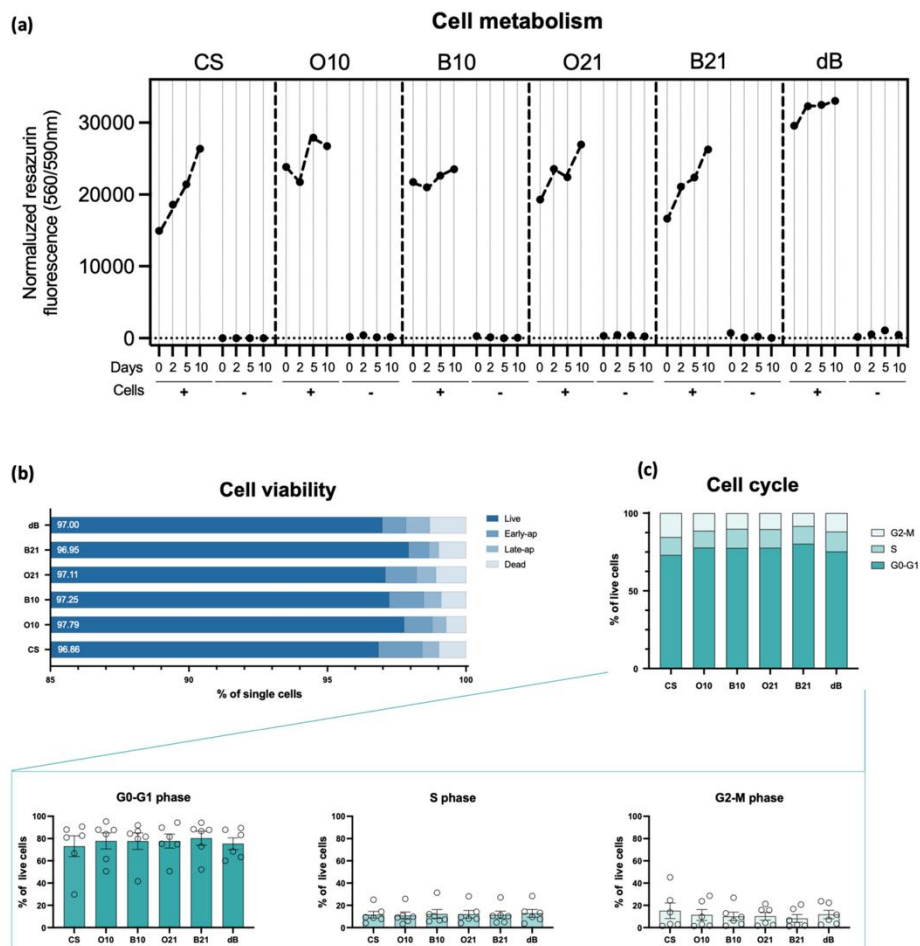 (a)
Cell metabolism
CS O10 B10 O21 B21 dB
Normaluzed resazurin
fluorescence (560/590nm)
30000
20000
10000
0
Days 0 2 5 10 0 2 5 10 0 2 5 10 0 2 5 10 0 2 5 10 0 2 5 10 0 2 5 10 0 2 5 10 0 2 5 10 0 2 5 10 0 2 5 10 0 2 5 10
Cells + - + - + - + - + - + -
(b)
Cell viability
dB 97.00
B21 96.95
O21 97.11
B10 97.25
O10 97.79
CS 96.86
85 90 95 100
% of single cells
Live
Early-ap
Late-ap
Dead
(c)
Cell cycle
% of live cells
100
50
0
CS O10 B10 O21 B21 dB
G2-M
S
G0-G1
G0-G1 phase
% of live cells
100
80
60
40
20
0
CS O10 B10 O21 B21 dB
S phase
% of live cells
100
80
60
40
20
0
CS O10 B10 O21 B21 dB
G2-M phase
% of live cells
100
80
60
40
20
0
CS O10 B10 O21 B21 dB